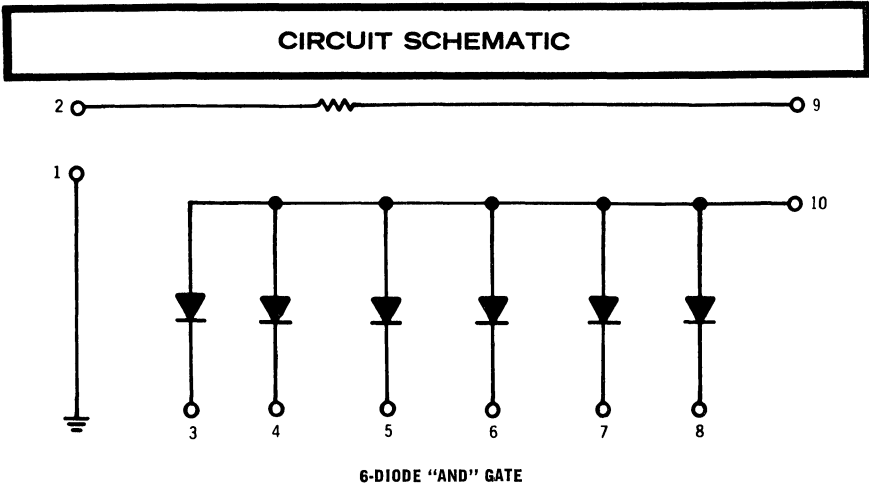 CIRCUIT SCHEMATIC
2 9
1
10
3 4 5 6 7 8
6-DIODE "AND" GATE